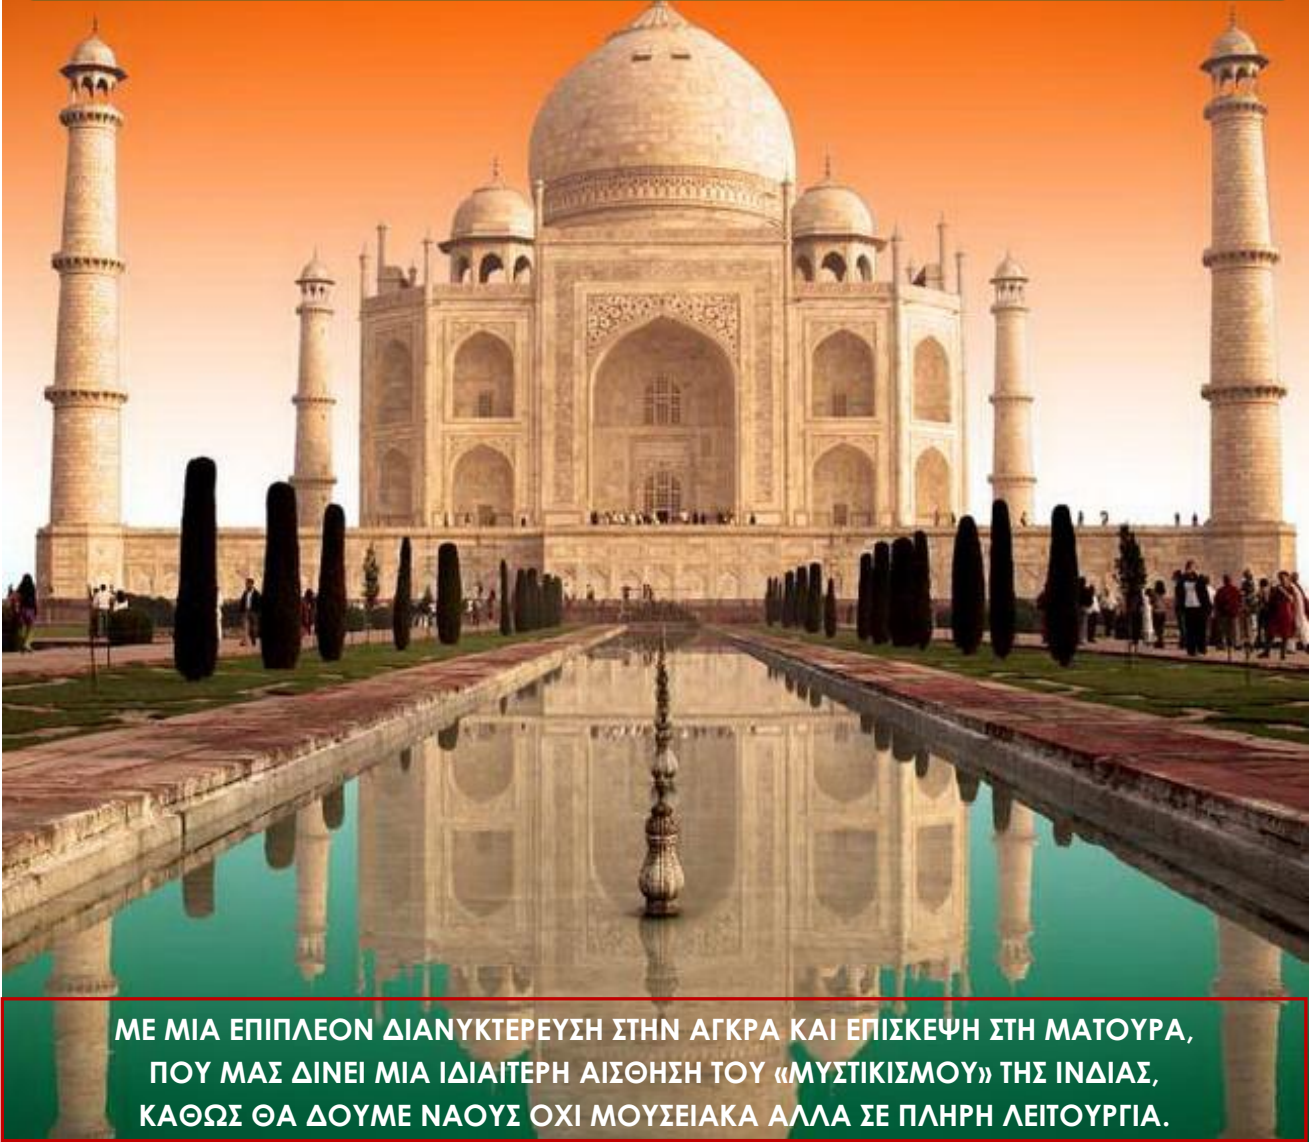 ΜΕ ΜΙΑ ΕΠΙΠΛΕΟΝ ΔΙΑΝΥΚΤΕΡΕΥΣΗ ΣΤΗΝ ΑΓΚΡΑ ΚΑΙ ΕΠΙΣΚΕΨΗ ΣΤΗ ΜΑΤΟΥΡΑ,
ΠΟΥ ΜΑΣ ΔΙΝΕΙ ΜΙΑ ΙΔΙΑΙΤΕΡΗ ΑΙΣΘΗΣΗ ΤΟΥ «ΜΥΣΤΙΚΙΣΜΟΥ» ΤΗΣ ΙΝΔΙΑΣ,
ΚΑΘΩΣ ΘΑ ΔΟΥΜΕ ΝΑΟΥΣ ΟΧΙ ΜΟΥΣΕΙΑΚΑ ΑΛΛΑ ΣΕ ΠΛΗΡΗ ΛΕΙΤΟΥΡΓΙΑ.